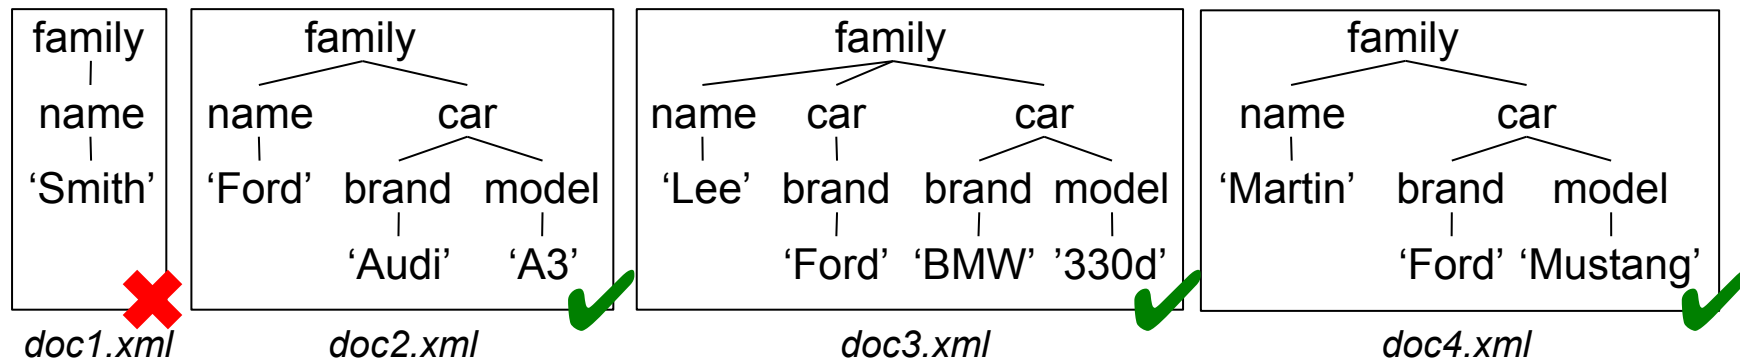 family family family family
name name car name car car name car
‘Smith’ ‘Ford’ brand model ‘Lee’ brand brand model ‘Martin’ brand model
‘Audi’ ‘A3’ ‘Ford’ ‘BMW’ ’330d’ ‘Ford’ ‘Mustang’
doc1.xml doc2.xml doc3.xml doc4.xml